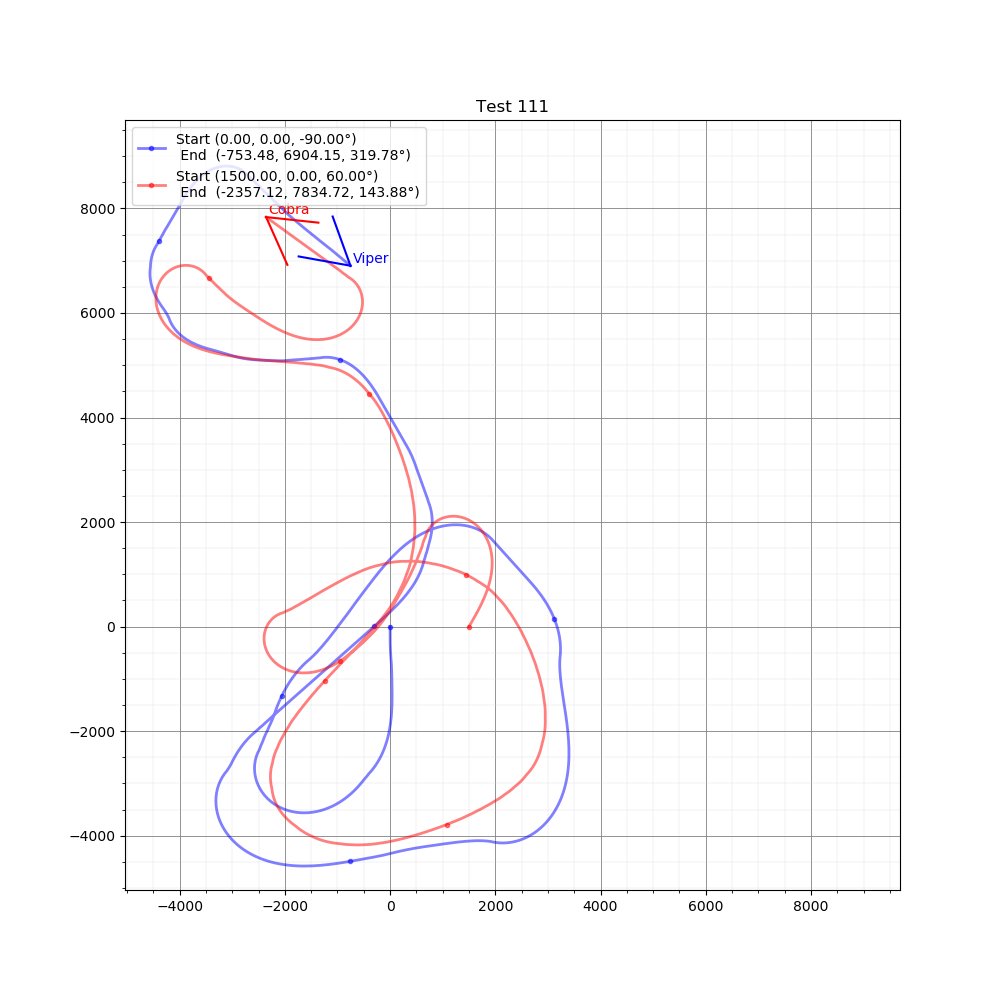 Test 111
Start (0.00, 0.00, -90.00°)
End (-753.48, 6904.15, 319.78°)
Start (1500.00, 0.00, 60.00°)
End (-2357.12, 7834.72, 143.88°)
Cobra
Viper
8000
6000
4000
2000
0
−2000
−4000
−4000
−2000
0
2000
4000
6000
8000